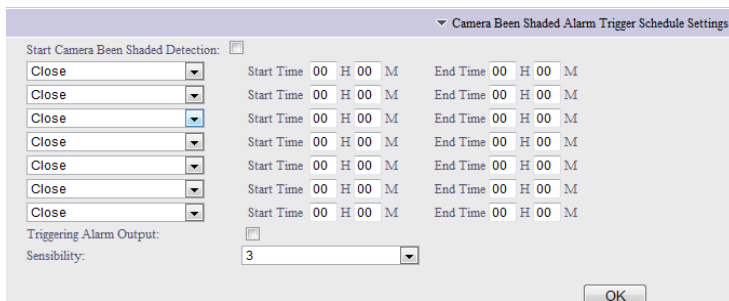 Camera Been Shaded Alarm Trigger Schedule Settings
Start Camera Been Shaded Detection:
Close Start Time 00 H 00 M End Time 00 H 00 M
Close Start Time 00 H 00 M End Time 00 H 00 M
Close Start Time 00 H 00 M End Time 00 H 00 M
Close Start Time 00 H 00 M End Time 00 H 00 M
Close Start Time 00 H 00 M End Time 00 H 00 M
Close Start Time 00 H 00 M End Time 00 H 00 M
Close Start Time 00 H 00 M End Time 00 H 00 M
Triggering Alarm Output:
Sensibility: 3
OK